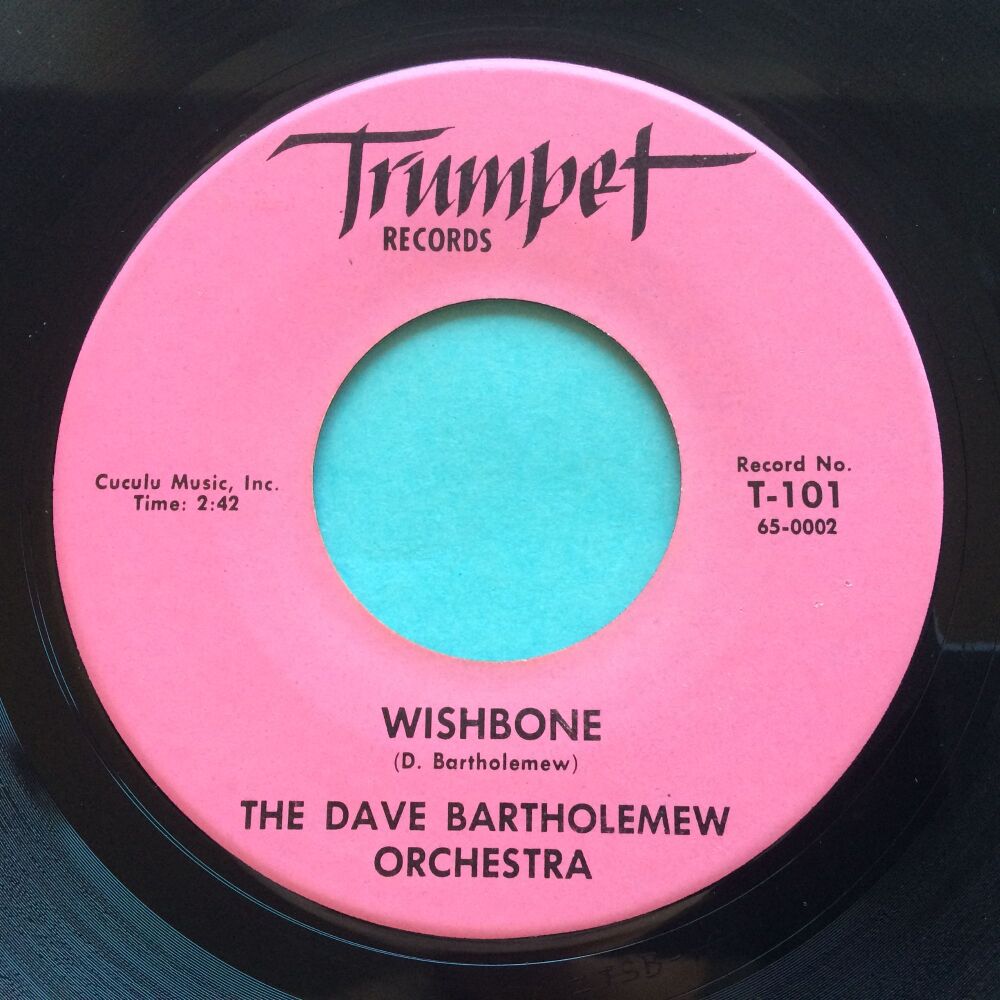 Trumpet
RECORDS
Cuculu Music, Inc.
Time: 2:42
Record No.
T-101
65-0002
WISHBONE
(D. Bartholemew)
THE DAVE BARTHOLEMEW
ORCHESTRA